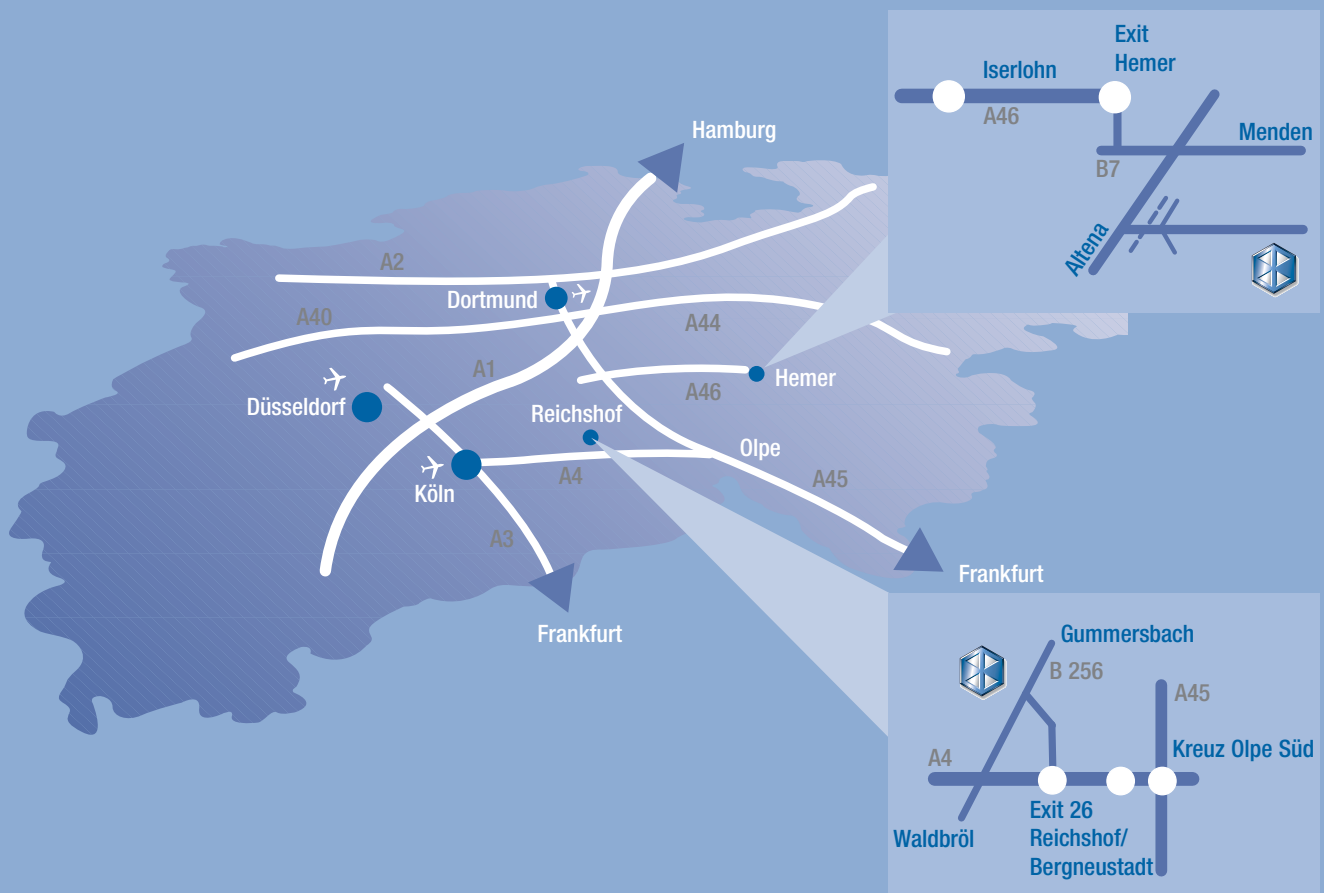 Exit
Hemer
Iserlohn
A46
Menden
B7
Altena
Hamburg
A2
Dortmund
A40
A44
A1
Hemer
A46
Düsseldorf
Reichshof
Olpe
A4
A45
Köln
A3
Frankfurt
Frankfurt
Gummersbach
B 256
A45
Kreuz Olpe Süd
A4
Exit 26
Reichshof/
Bergneustadt
Waldbröl